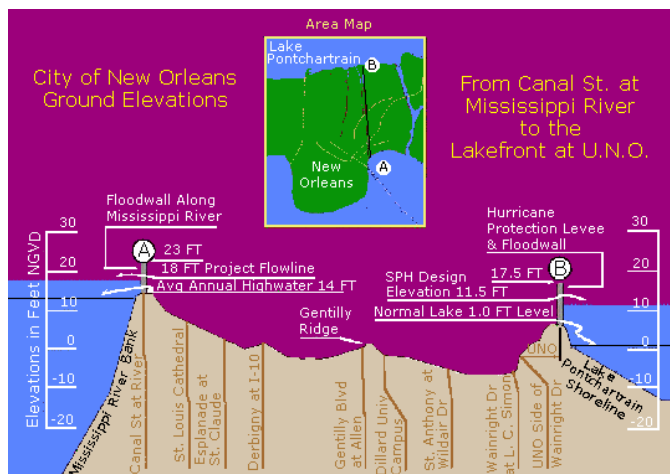 Area Map
City of New Orleans
Ground Elevations
Lake
Pontchartrain
B
A
New
Orleans
From Canal St. at
Mississippi River
to the
Lakefront at U.N.O.
Floodwall Along
Mississippi River
Hurricane
Protection Levee
& Floodwall
A
23 FT
18 FT Project Flowline
Avg Annual Highwater 14 FT
SPH Design
Elevation 11.5 FT
17.5 FT
B
Normal Lake 1.0 FT Level
Gentilly
Ridge
Elevations in Feet NGVD
30
20
10
0
-10
-20
30
20
10
0
-10
-20
Mississippi River Bank
Canal St at River
St. Louis Cathedral
Esplanade at
St. Claude
Derbigny at I-10
Gentilly Blvd
at Allen
Dillard Univ
Campus
St. Anthony at
Wildair Dr
Wainright Dr
at L. C. Simon
UNO
UNO Side of
Wainright Dr
Lake
Pontchartrain
Shoreline